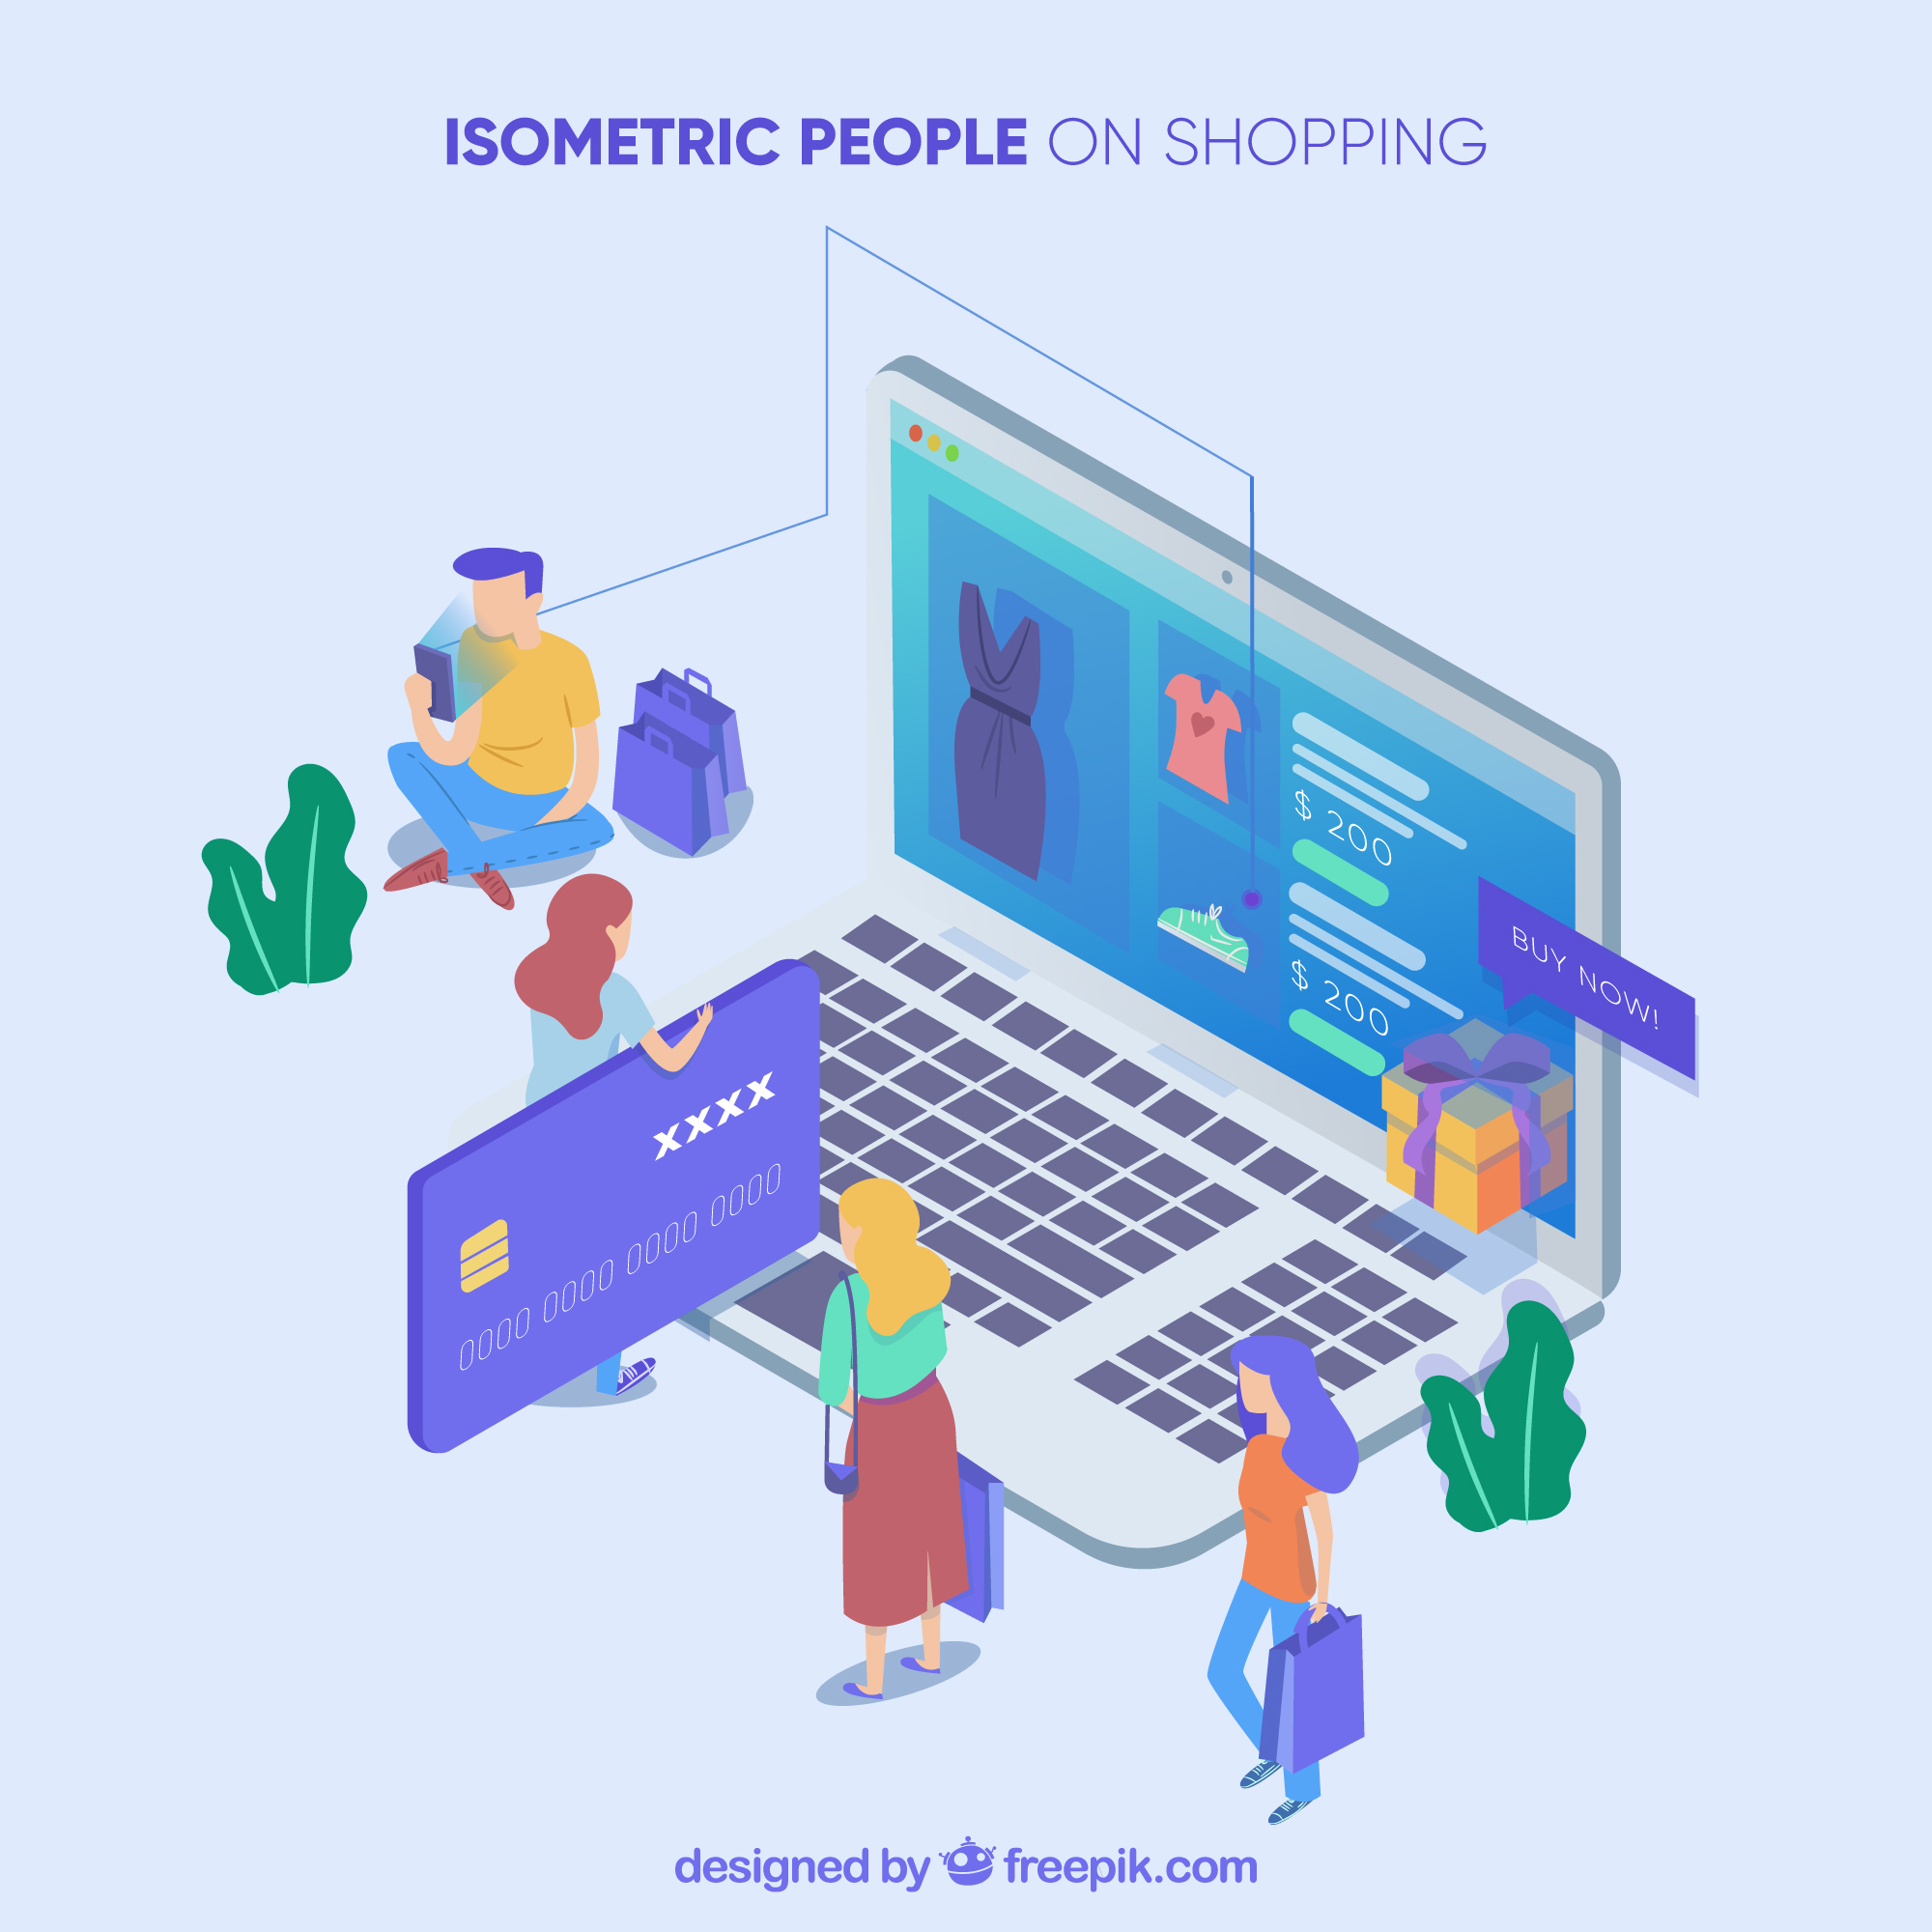 ISOMETRIC PEOPLE ON SHOPPING
$ 200
BUY NOW!
$ 200
xxxx
0000 0000 0000 0000
designed by freepik.com